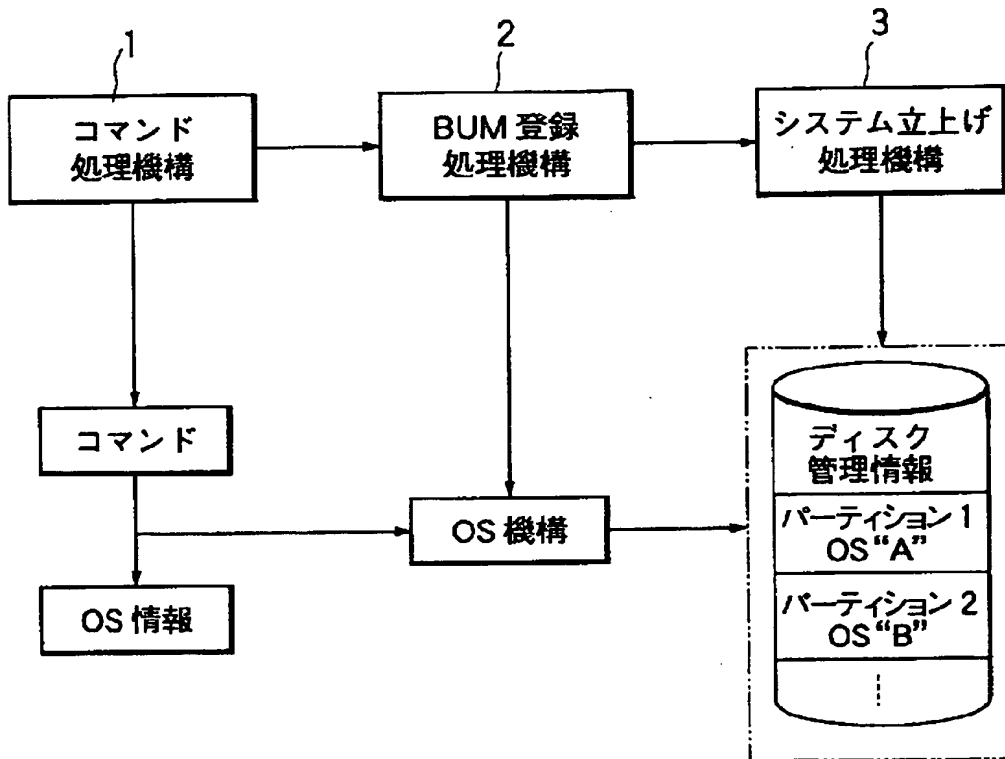 1
2
3
コマンド
処理機構
BUM 登録
処理機構
システム立上げ
処理機構
コマンド
OS 機構
OS 情報
ディスク
管理情報
パーティション 1
OS “A”
パーティション 2
OS “B”